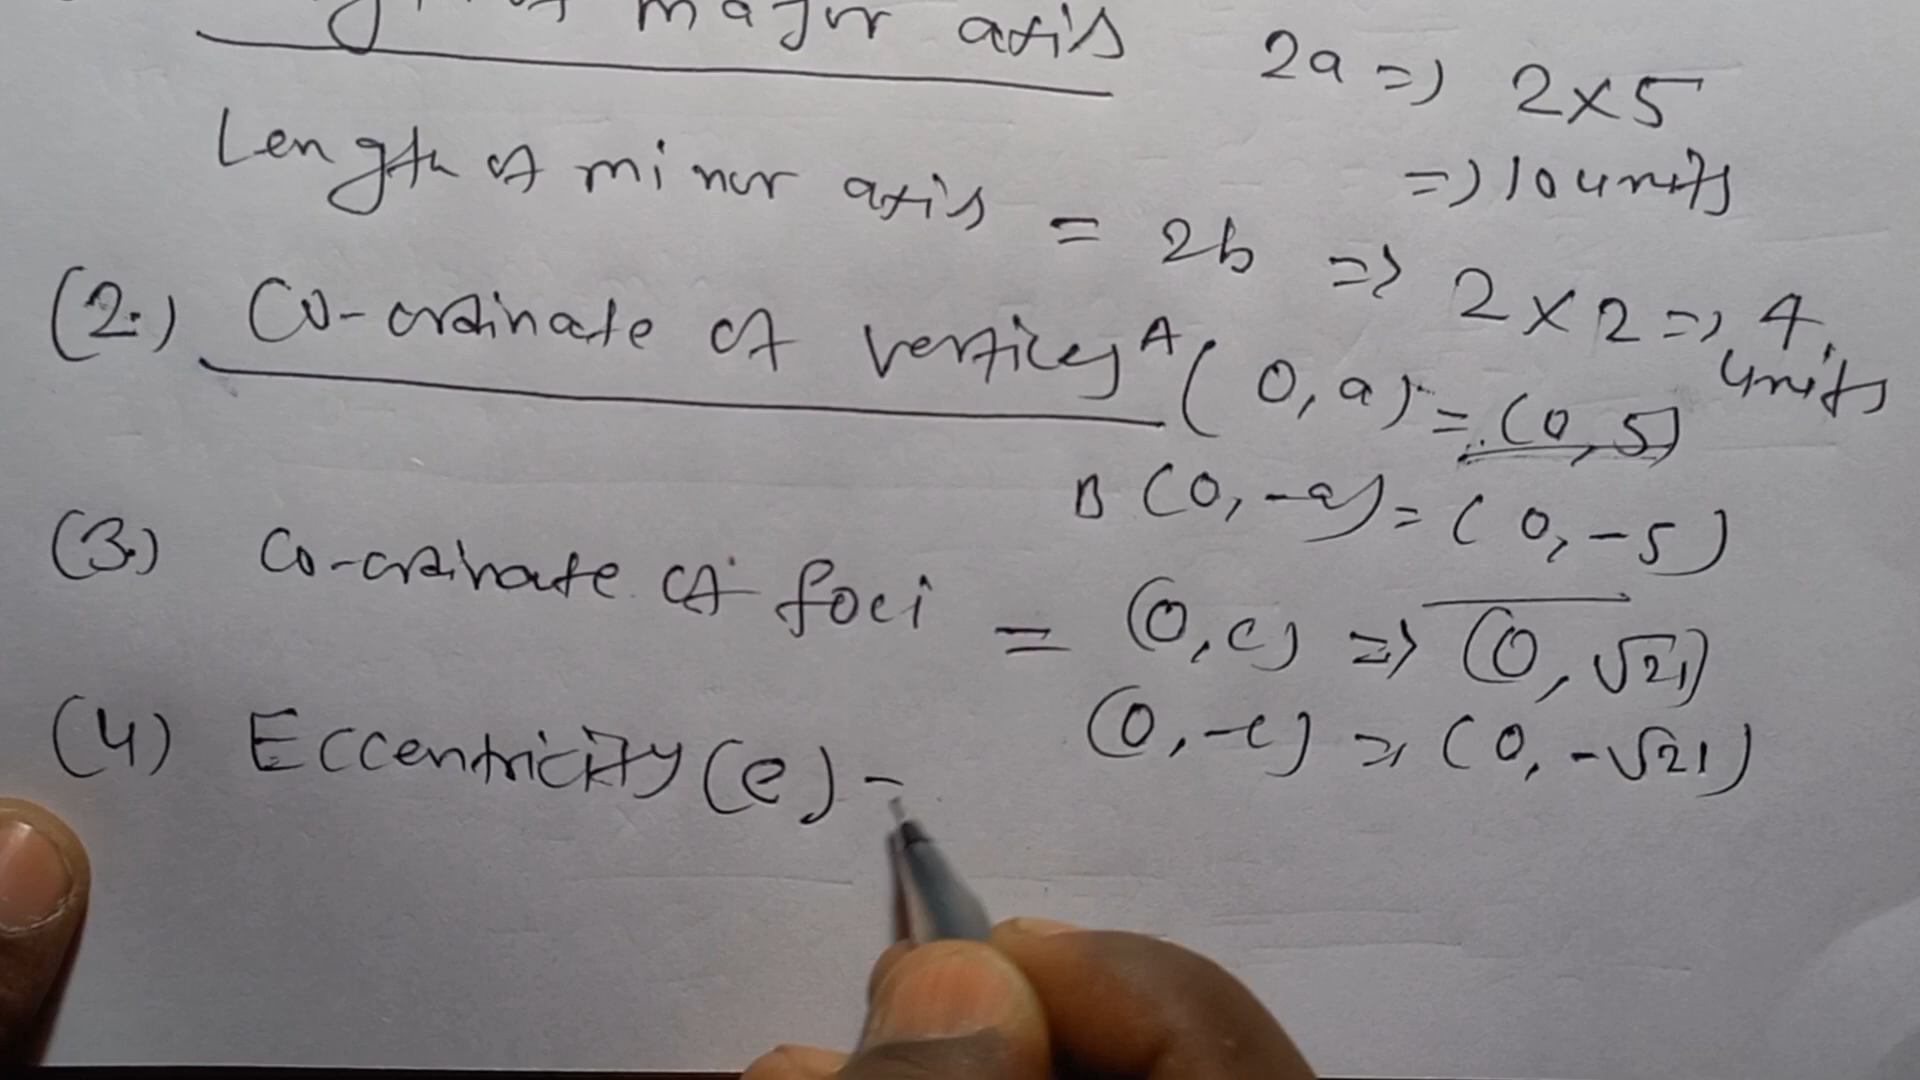 major axis 2a => 2×5
=> 10 units
Length of minor axis = 2b => 2×2 => 4 units
(2.) Co-ordinate of vertices A (0, a) = (0, 5)
B (0, -a) = (0, -5)
(3.) Co-ordinate of foci = (0, c) => (0, √21)
(0, -c) => (0, -√21)
(4) Eccentricity (e) -